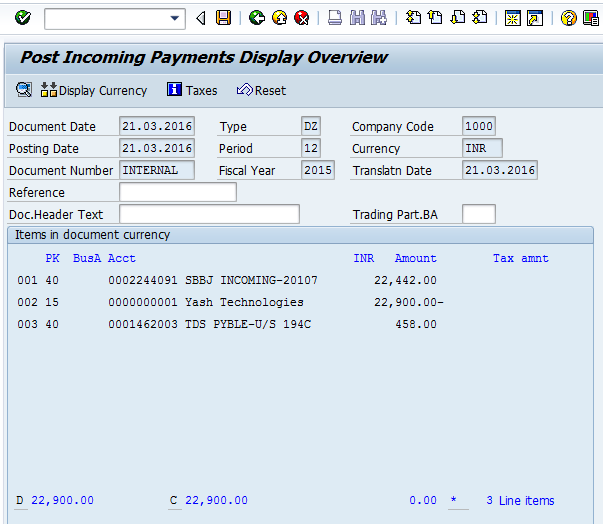 Post Incoming Payments Display Overview
Display Currency Taxes Reset
Document Date 21.03.2016 Type DZ Company Code 1000
Posting Date 21.03.2016 Period 12 Currency INR
Document Number INTERNAL Fiscal Year 2015 Translatn Date 21.03.2016
Reference
Doc.Header Text Trading Part.BA
Items in document currency
PK BusA Acct INR Amount Tax amnt
001 40 0002244091 SBBJ INCOMING-20107 22,442.00
002 15 0000000001 Yash Technologies 22,900.00-
003 40 0001462003 TDS PYBLE-U/S 194C 458.00
D 22,900.00 C 22,900.00 0.00 * 3 Line items